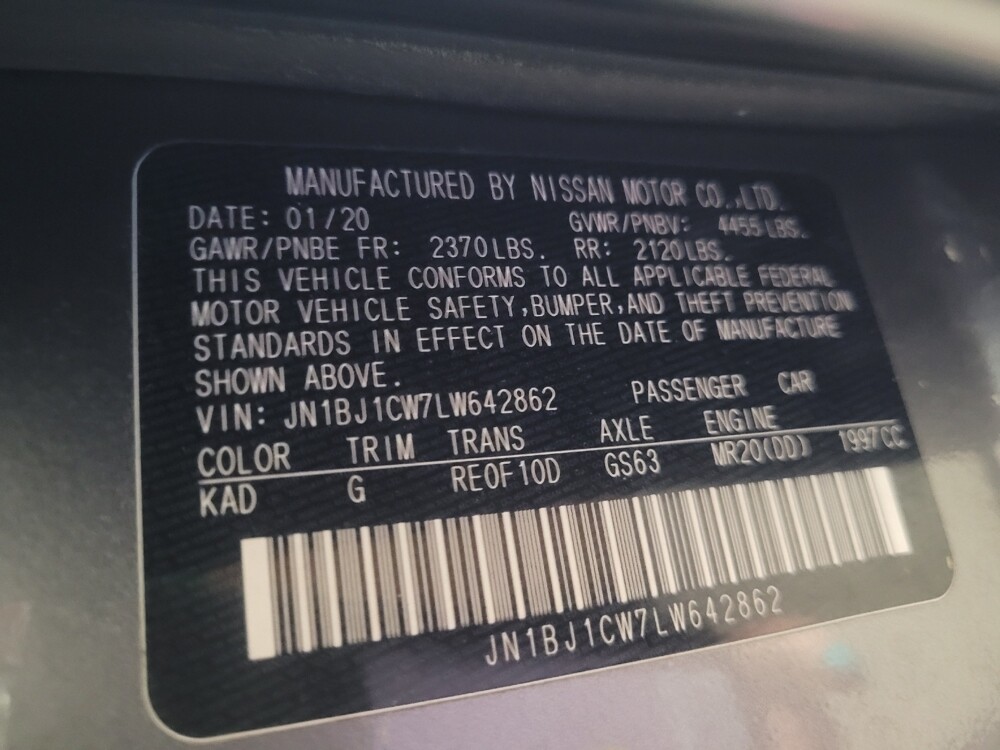 MANUFACTURED BY NISSAN MOTOR CO.,LTD.
DATE: 01/20 GVWR/PNBV: 4455 LBS.
GAWR/PNBE FR: 2370LBS. RR: 2120LBS.
THIS VEHICLE CONFORMS TO ALL APPLICABLE FEDERAL
MOTOR VEHICLE SAFETY,BUMPER,AND THEFT PREVENTION
STANDARDS IN EFFECT ON THE DATE OF MANUFACTURE
SHOWN ABOVE.
VIN: JN1BJ1CW7LW642862 PASSENGER CAR
COLOR TRIM TRANS AXLE ENGINE
KAD G RE0F10D GS63 MR20(DD) 1997CC
JN1BJ1CW7LW642862